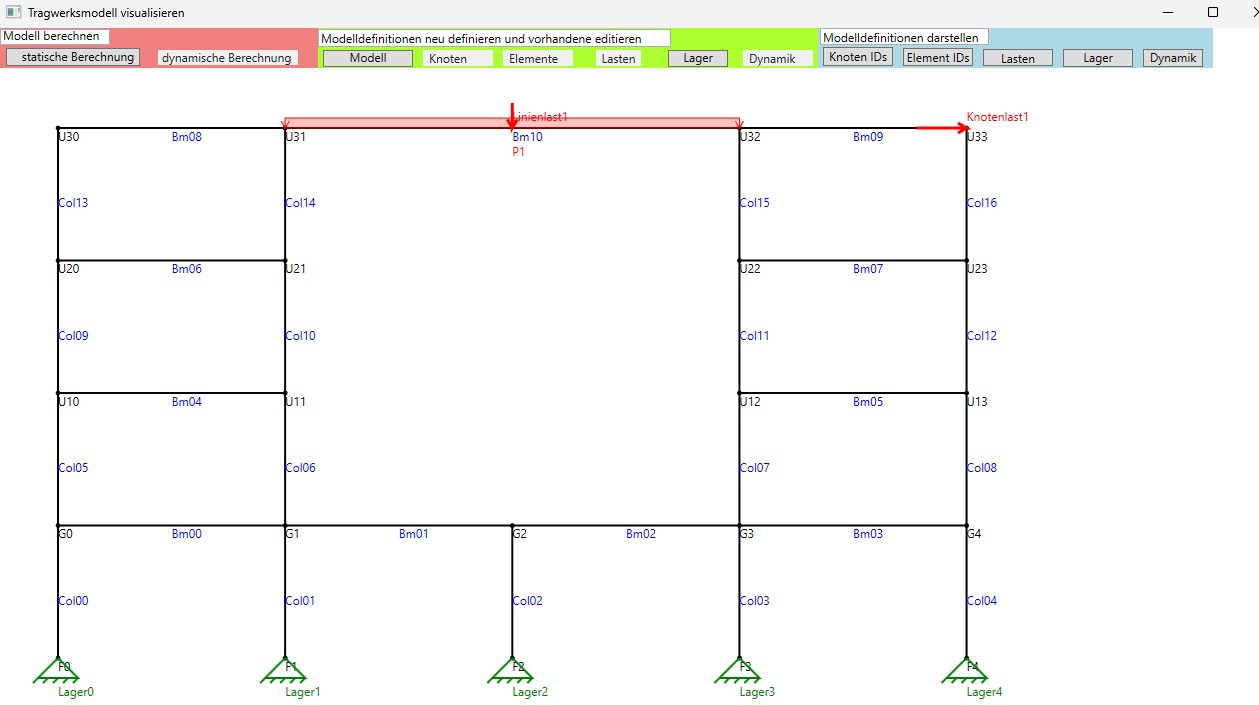 Tragwerksmodell visualisieren
Modell berechnen
Modelldefinitionen neu definieren und vorhandene editieren
Modelldefinitionen darstellen
statische Berechnung dynamische Berechnung Modell Knoten Elemente Lasten Lager Dynamik Knoten IDs Element IDs Lasten Lager Dynamik
inienlast1 Knotenlast1
U30 Bm08 U31 Bm10 U32 Bm09 U33
P1
Col13 Col14 Col15 Col16
U20 Bm06 U21 U22 Bm07 U23
Col09 Col10 Col11 Col12
U10 Bm04 U11 U12 Bm05 U13
Col05 Col06 Col07 Col08
G0 Bm00 G1 Bm01 G2 Bm02 G3 Bm03 G4
Col00 Col01 Col02 Col03 Col04
F0 F1 F2 F3 F4
Lager0 Lager1 Lager2 Lager3 Lager4